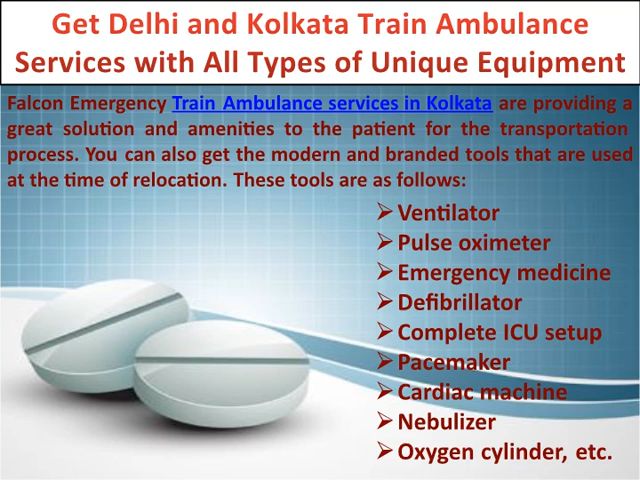 Get Delhi and Kolkata Train Ambulance
Services with All Types of Unique Equipment
Falcon Emergency Train Ambulance services in Kolkata are providing a
great solution and amenities to the patient for the transportation
process. You can also get the modern and branded tools that are used
at the time of relocation. These tools are as follows:
➢Ventilator
➢Pulse oximeter
➢Emergency medicine
➢Defibrillator
➢Complete ICU setup
➢Pacemaker
➢Cardiac machine
➢Nebulizer
➢Oxygen cylinder, etc.